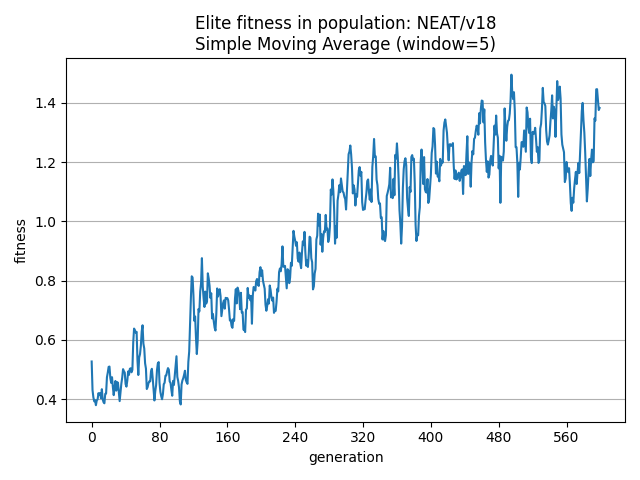 Elite fitness in population: NEAT/v18
Simple Moving Average (window=5)
fitness
1.4
1.2
1.0
0.8
0.6
0.4
0 80 160 240 320 400 480 560
generation